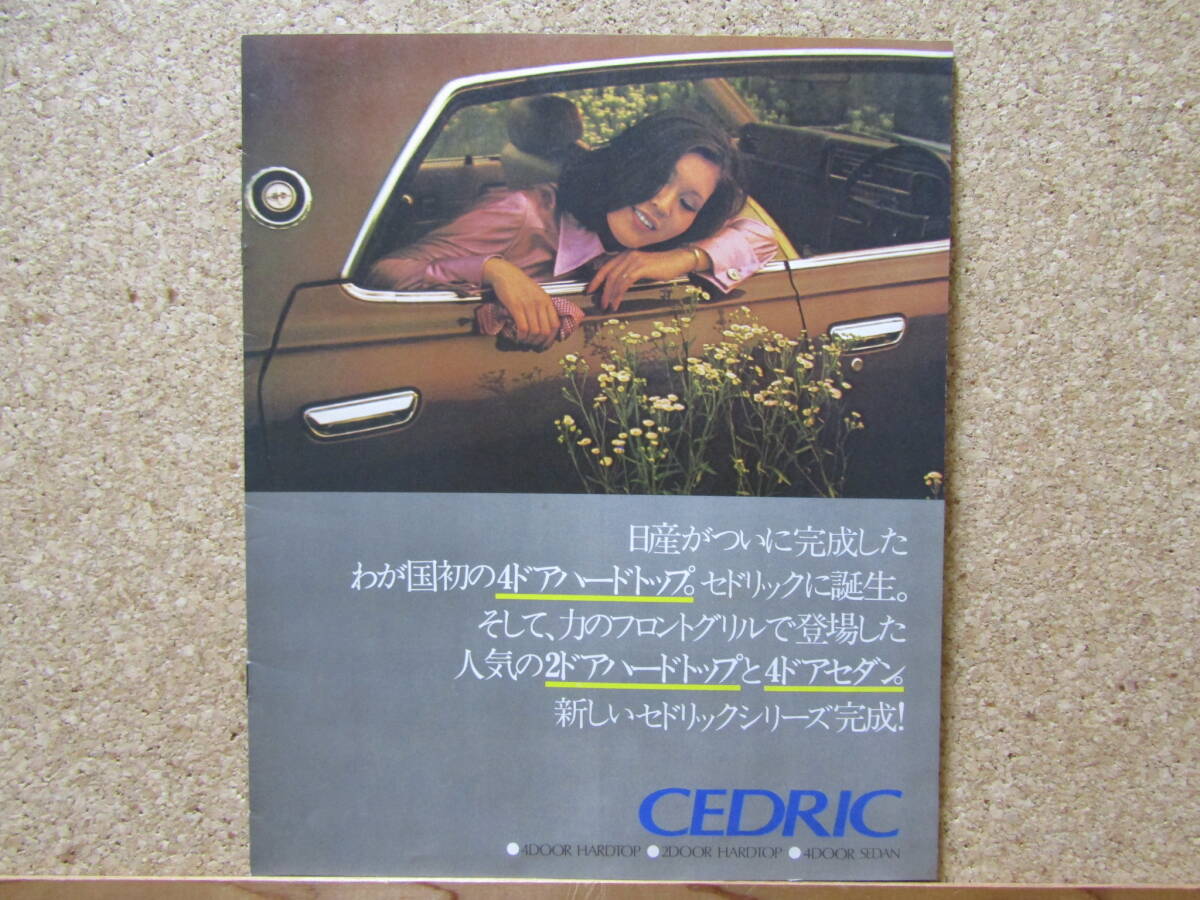 日産がついに完成した
わが国初の4ドアハードトップ。セドリックに誕生。
そして、力のフロントグリルで登場した
人気の2ドアハードトップと4ドアセダン。
新しいセドリックシリーズ完成!
CEDRIC
●4DOOR HARDTOP ●2DOOR HARDTOP ●4DOOR SEDAN